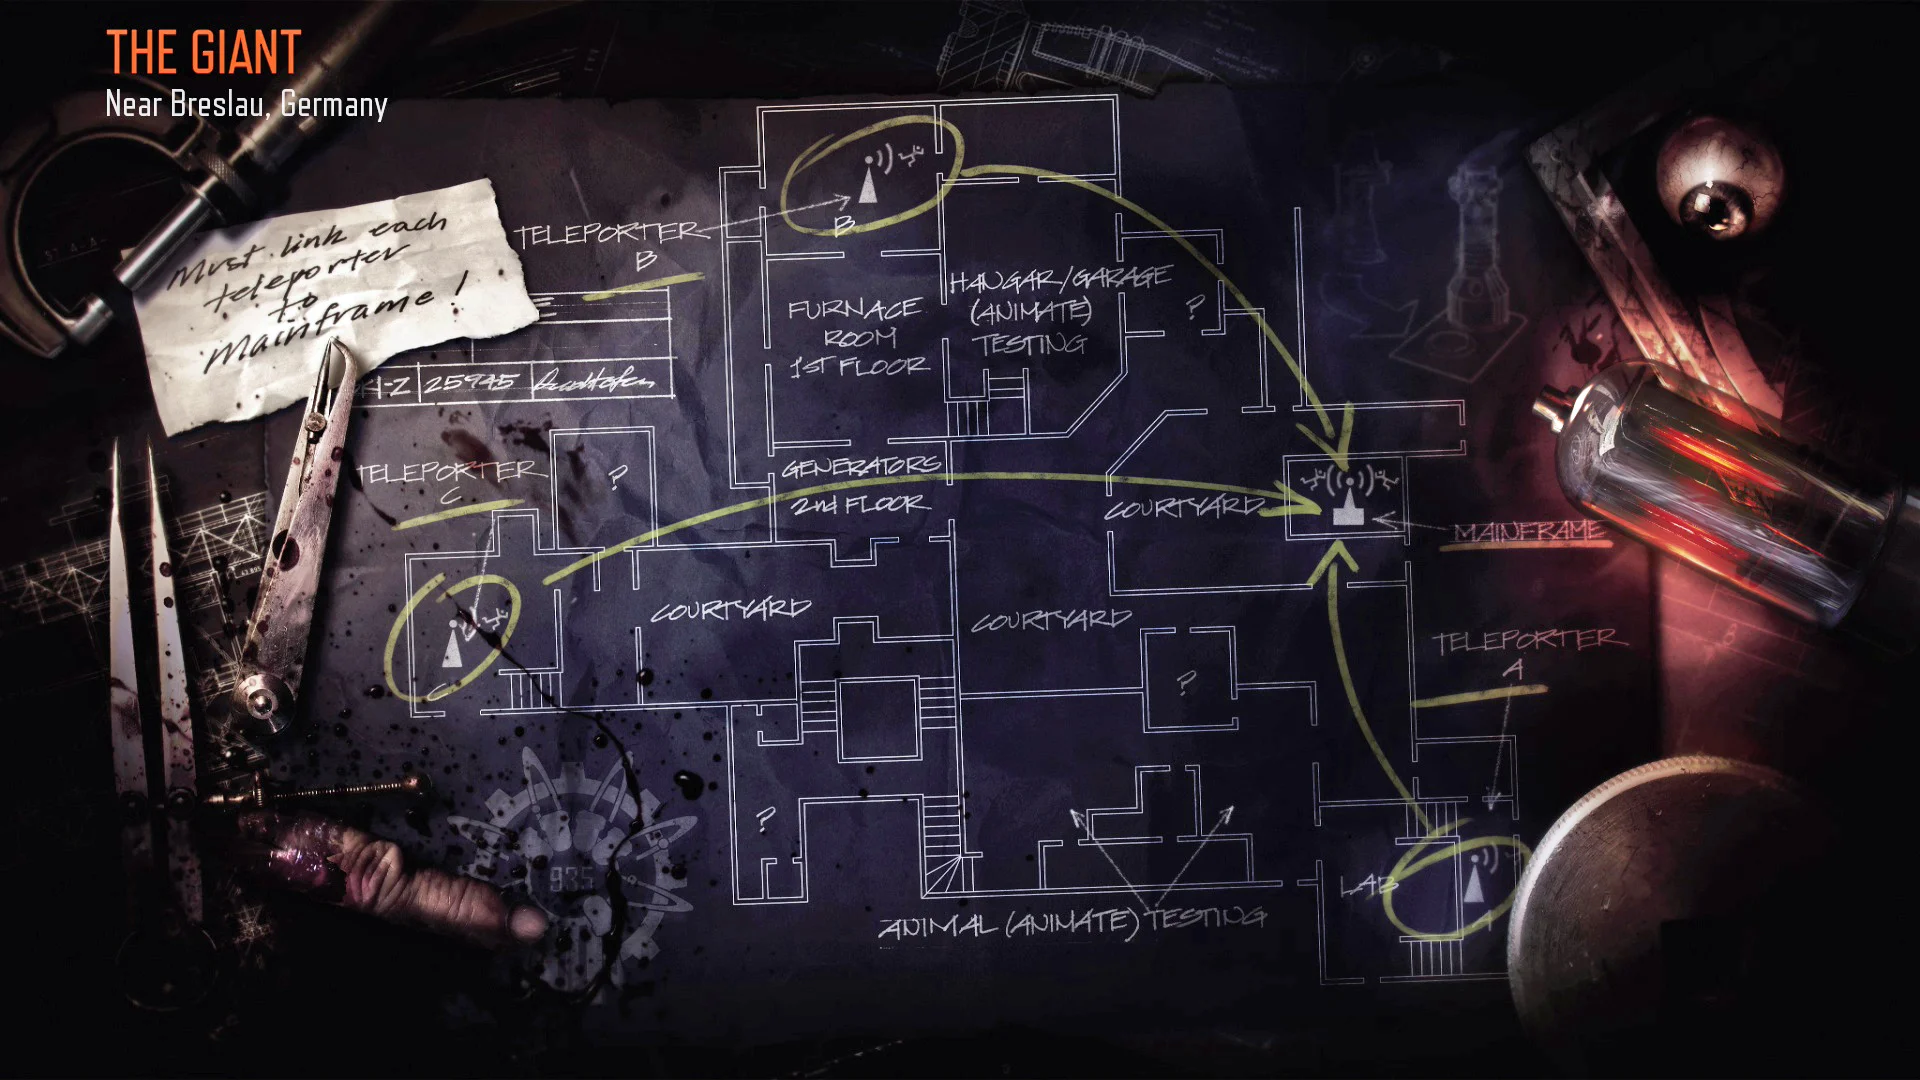 THE GIANT
Near Breslau, Germany
Must link each
teleporter
to
Mainframe!
TELEPORTER
B
B
HANGAR/GARAGE
(ANIMATE)
TESTING
?
FURNACE
ROOM
1ST FLOOR
25945
TELEPORTER
C
?
GENERATORS
2nd FLOOR
COURTYARD
MAINFRAME
COURTYARD
COURTYARD
TELEPORTER
A
C
?
?
935
LAB
A
ANIMAL (ANIMATE) TESTING